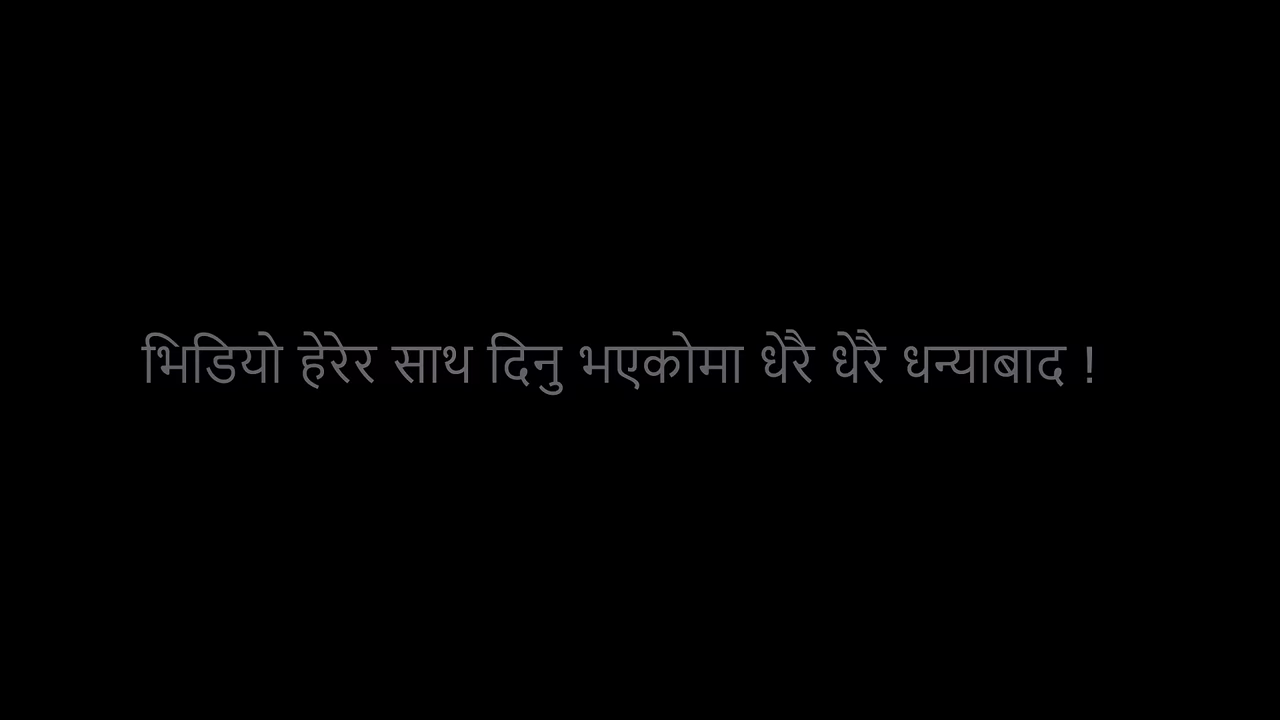 भिडियो हेरेर साथ दिनु भएकोमा धेरै धेरै धन्याबाद !